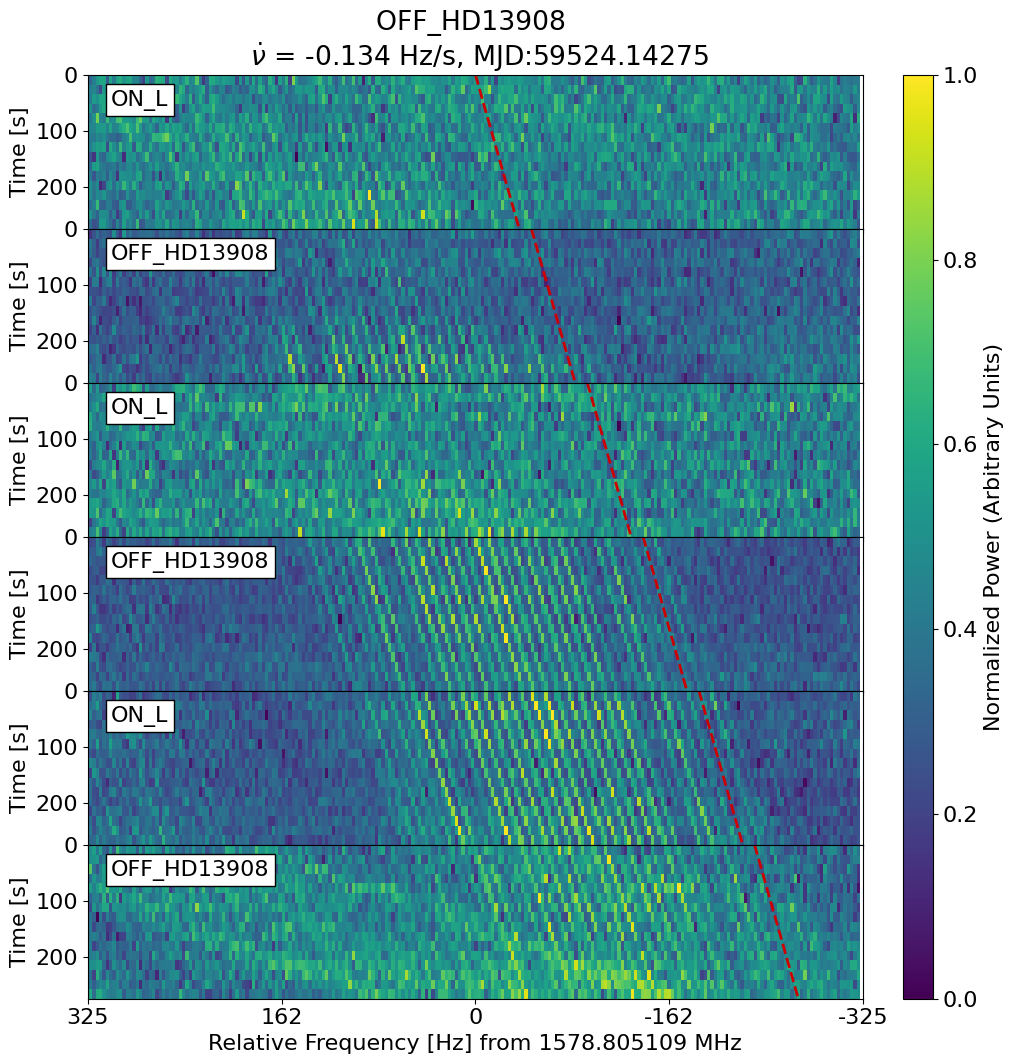 OFF_HD13908
ν̇ = -0.134 Hz/s, MJD:59524.14275
ON_L
OFF_HD13908
ON_L
OFF_HD13908
ON_L
OFF_HD13908
Time [s]
0
100
200
Time [s]
0
100
200
Time [s]
0
100
200
Time [s]
0
100
200
Time [s]
0
100
200
Time [s]
0
100
200
325
162
0
-162
-325
Relative Frequency [Hz] from 1578.805109 MHz
1.0
0.8
0.6
0.4
0.2
0.0
Normalized Power (Arbitrary Units)